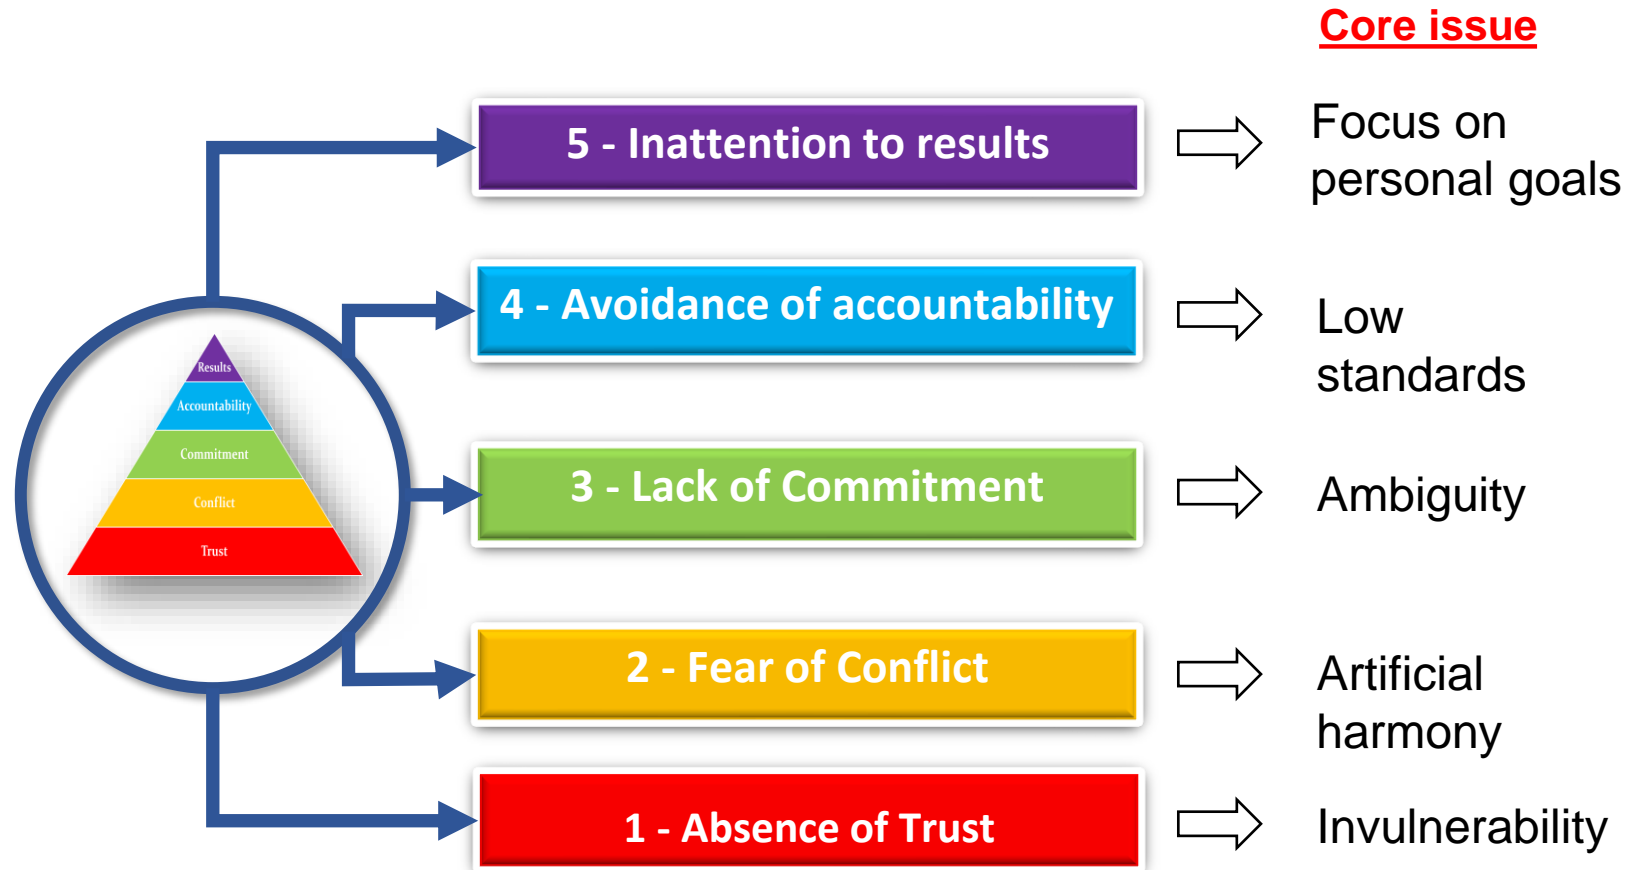 Core issue
5 - Inattention to results
Focus on
personal goals
4 - Avoidance of accountability
Low
standards
Results
Accountability
Commitment
Conflict
Trust
3 - Lack of Commitment
Ambiguity
2 - Fear of Conflict
Artificial
harmony
1 - Absence of Trust
Invulnerability